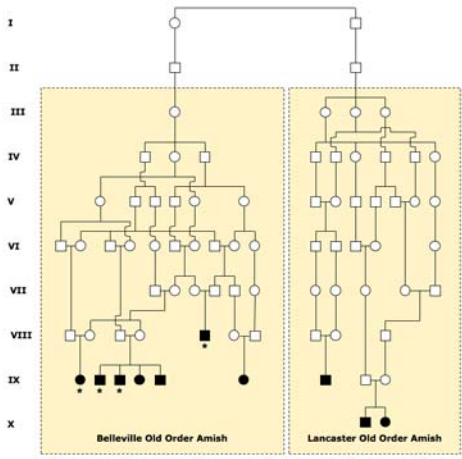 I
II
III
IV
V
VI
VII
VIII
*
IX
* * *
X
Belleville Old Order Amish
Lancaster Old Order Amish